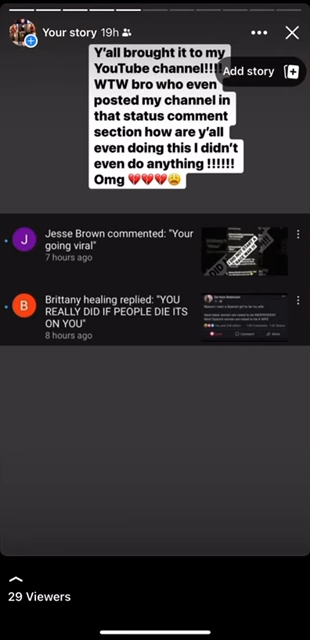 Your story 19h
Y'all brought it to my
YouTube channel!!!!
Add story
WTW bro who even
posted my channel in
that status comment
section how are y'all
even doing this I didn't
even do anything !!!!!!
Omg 💔💔💔😩
J
Jesse Brown commented: "Your
going viral"
7 hours ago
B
Brittany healing replied: "YOU
REALLY DID IF PEOPLE DIE ITS
ON YOU"
8 hours ago
29 Viewers